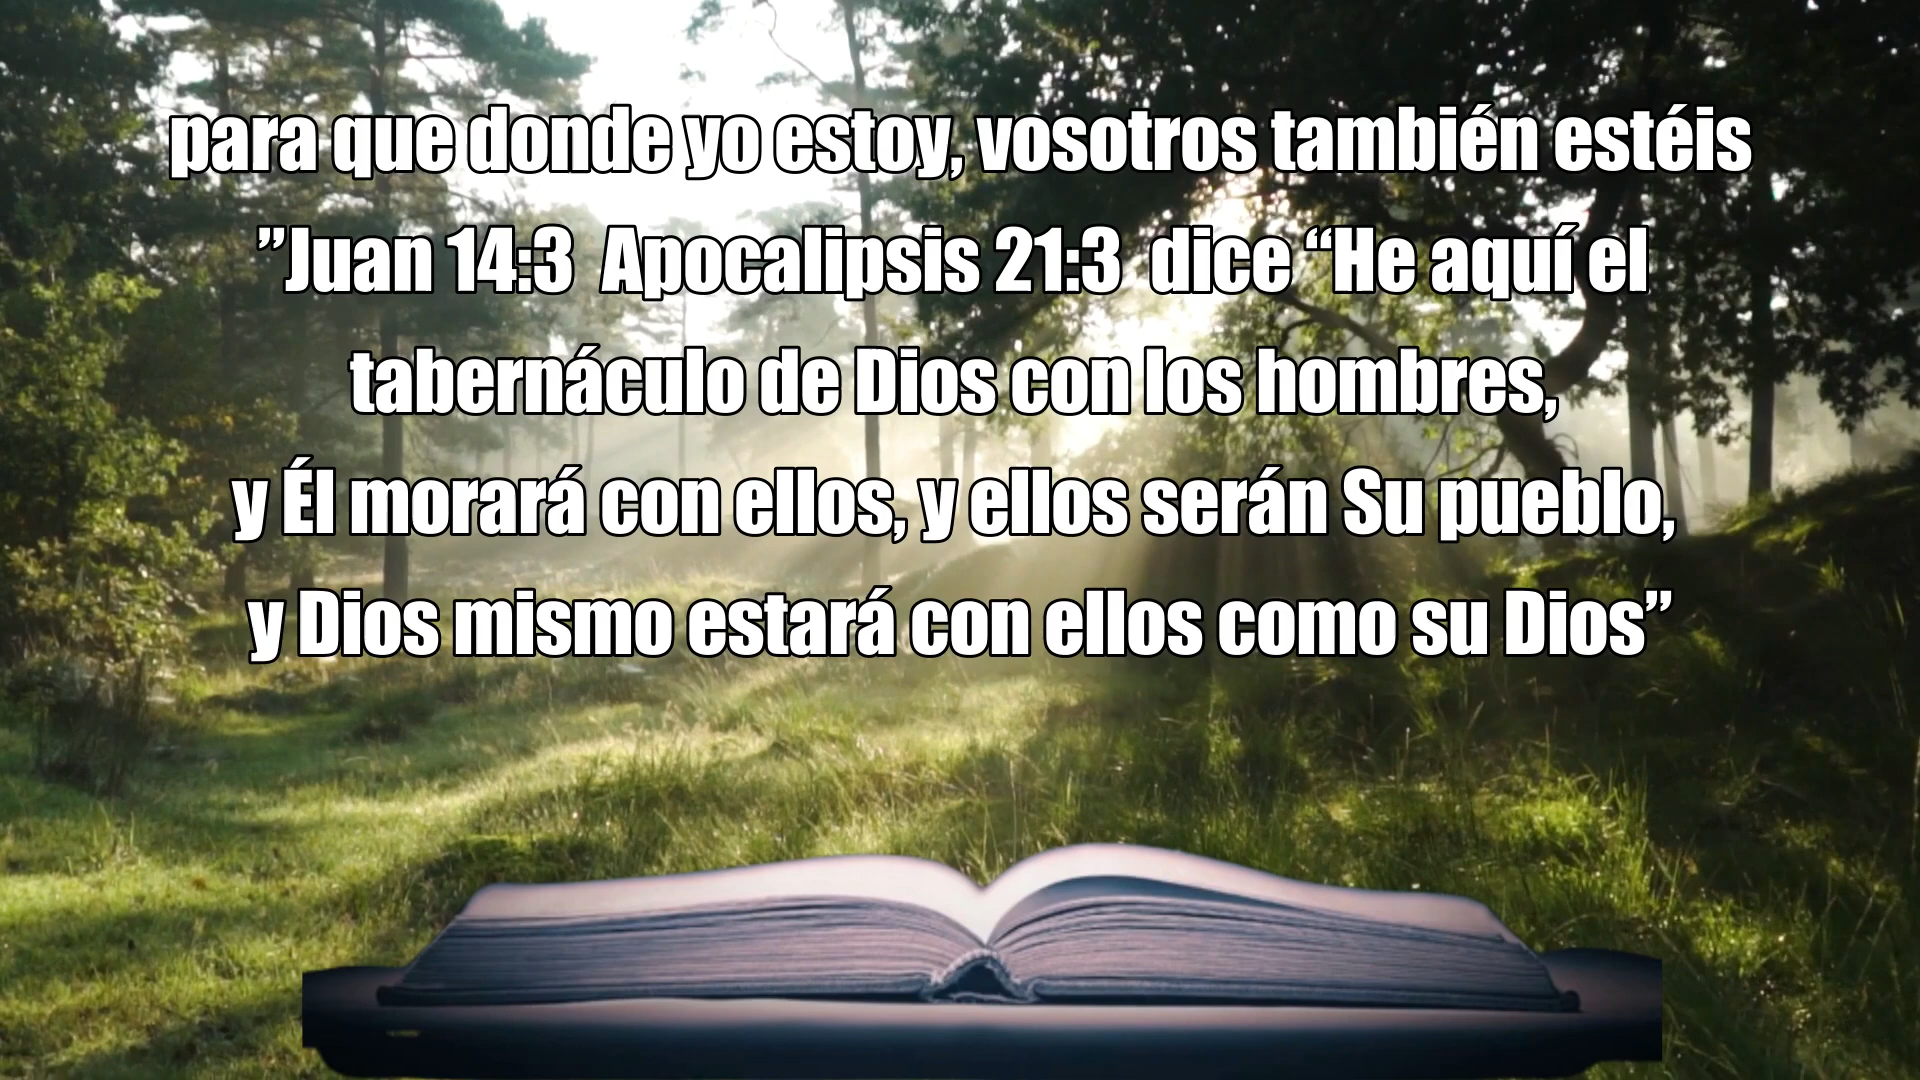 para que donde yo estoy, vosotros también estéis
”Juan 14:3  Apocalipsis 21:3  dice “He aquí el
tabernáculo de Dios con los hombres,
y Él morará con ellos, y ellos serán Su pueblo,
y Dios mismo estará con ellos como su Dios”